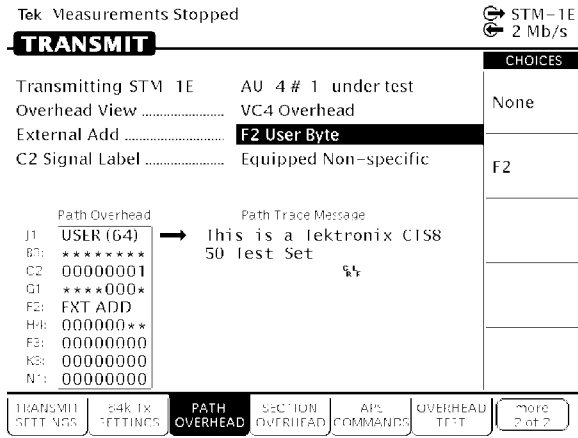 Tek Measurements Stopped
STM-1E
2 Mb/s
TRANSMIT
CHOICES
Transmitting STM 1E AU 4 # 1 under test
Overhead View .................. VC4 Overhead
External Add ...................... F2 User Byte
C2 Signal Label .................. Equipped Non-specific
None
F2
Path Overhead Path Trace Message
J1 USER (64) This is a Tektronix CTS8
B3: ******** 50 Test Set
C2 00000001 CR LF
G1 ****000*
F2: EXT ADD
H4: 000000**
F3: 00000000
K3: 00000000
N1: 00000000
TRANSMIT SETTINGS
64k Tx SETTINGS
PATH OVERHEAD
SECTION OVERHEAD
APS COMMANDS
OVERHEAD TEST
more 2 of 2